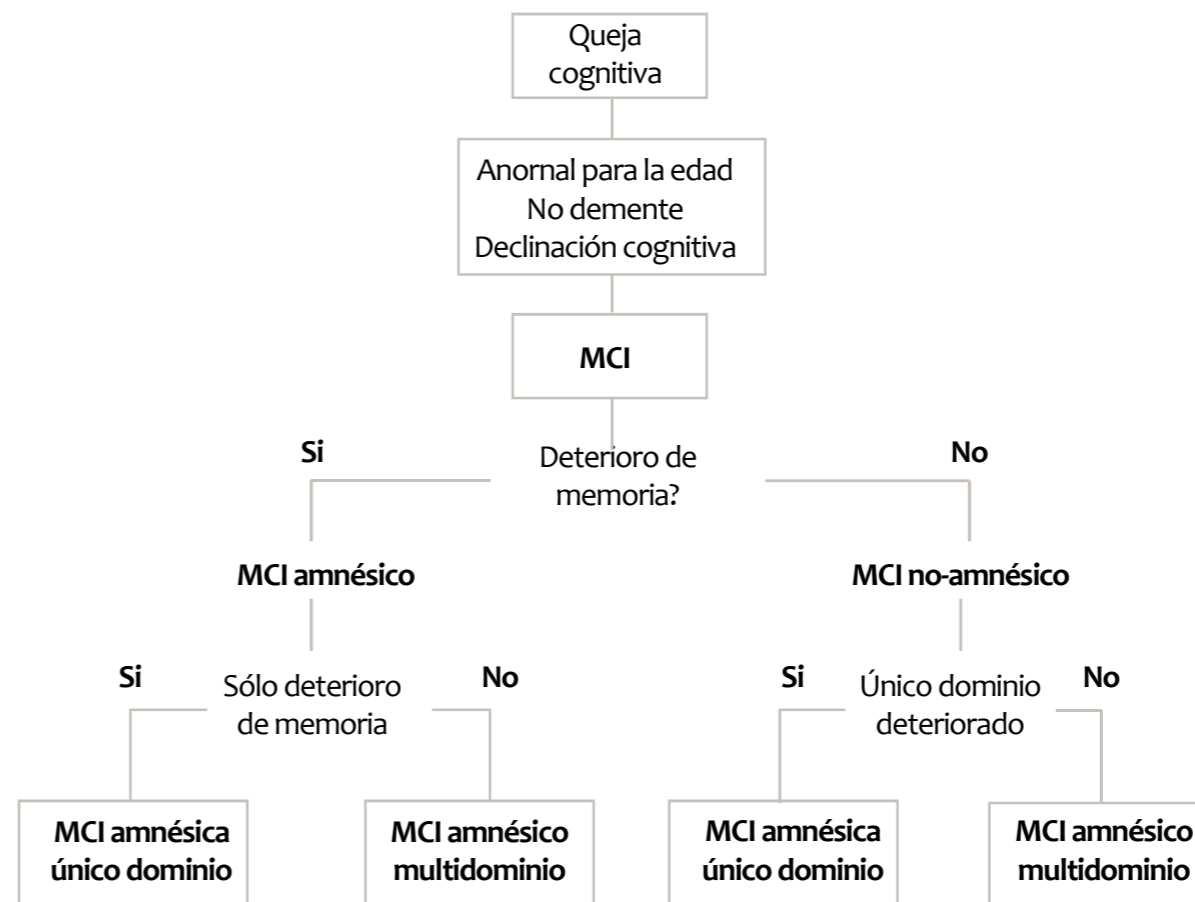 Queja
cognitiva
Anornal para la edad
No demente
Declinación cognitiva
MCI
Si
Deterioro de
memoria?
No
MCI amnésico
MCI no-amnésico
Si
Sólo deterioro
de memoria
No
Si
Único dominio
deteriorado
No
MCI amnésica
único dominio
MCI amnésico
multidominio
MCI amnésica
único dominio
MCI amnésico
multidominio